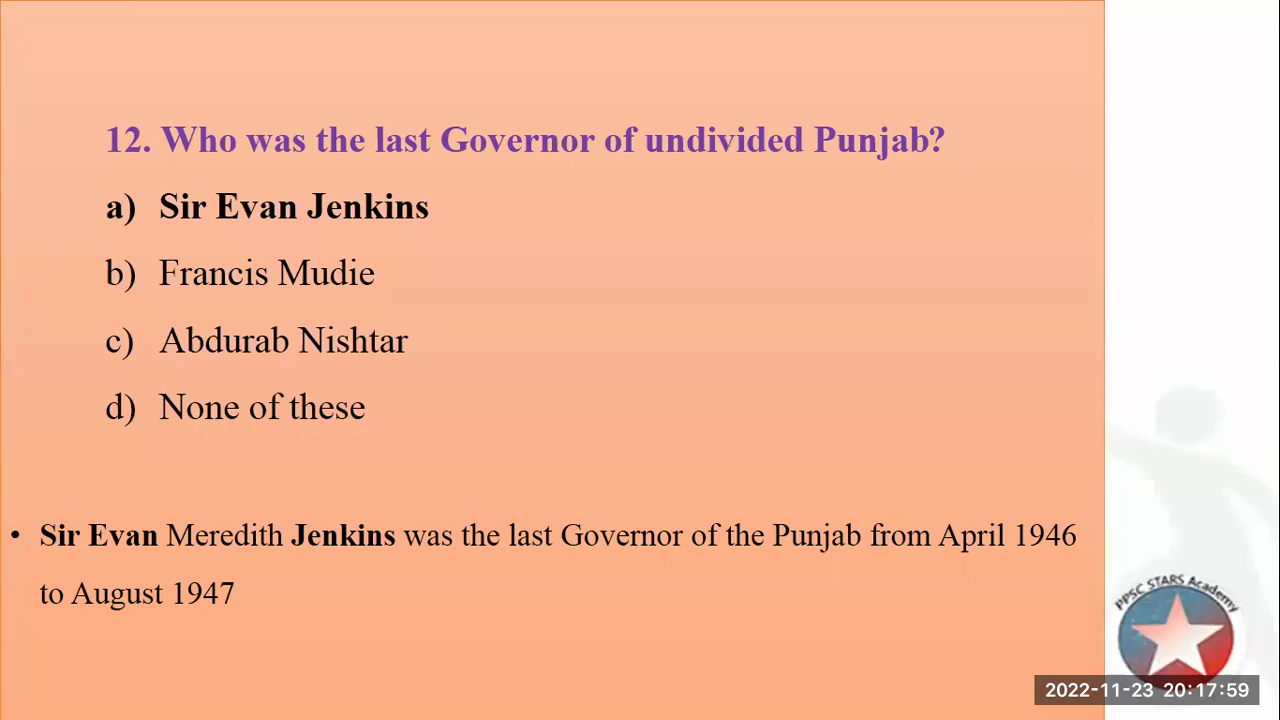 12. Who was the last Governor of undivided Punjab?
a) Sir Evan Jenkins
b) Francis Mudie
c) Abdurab Nishtar
d) None of these
• Sir Evan Meredith Jenkins was the last Governor of the Punjab from April 1946
to August 1947
PPSC STARS Academy
2022-11-23 20:17:59